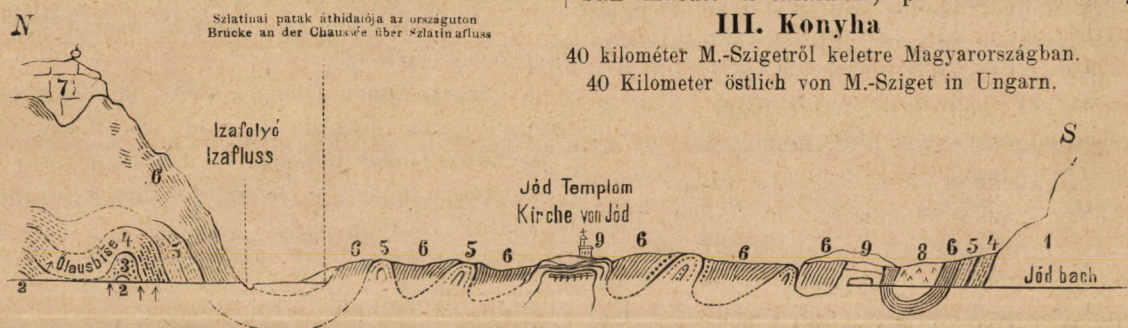 N
Szlatinai patak áthidalója az országuton
Brücke an der Chaussée über Szlatinafluss
III. Konyha
40 kilométer M.-Szigetről keletre Magyarországban.
40 Kilometer östlich von M.-Sziget in Ungarn.
S
7
Izafolyó
Izafluss
6
Jód Templom
Kirche von Jód
6 5 6 5 6 9 6 6 6 9 8 6 5 4 1
Ölausbise 4 5
3
2 2
Jód bach